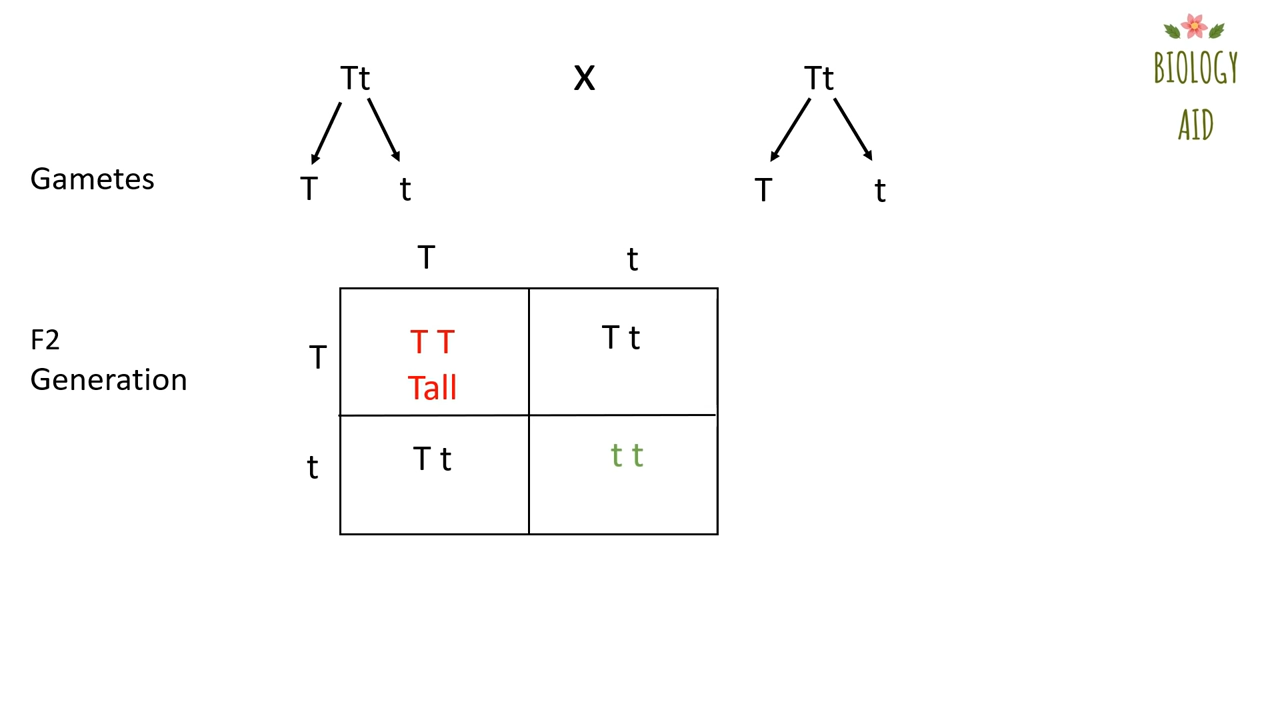 Tt X Tt
BIOLOGY
AID
Gametes T t T t
T t
F2
Generation
T T T T t
Tall
t T t t t